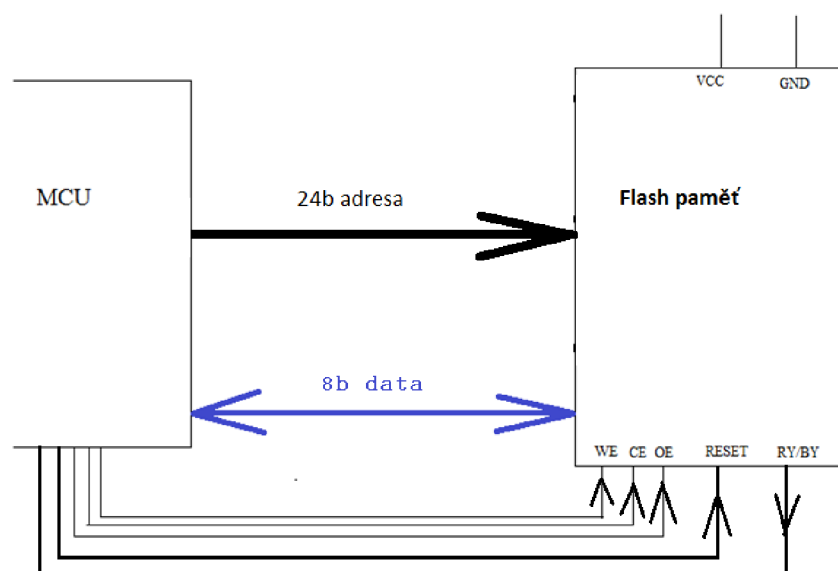 VCC GND
MCU
24b adresa
Flash paměť
8b data
WE CE OE RESET RY/BY